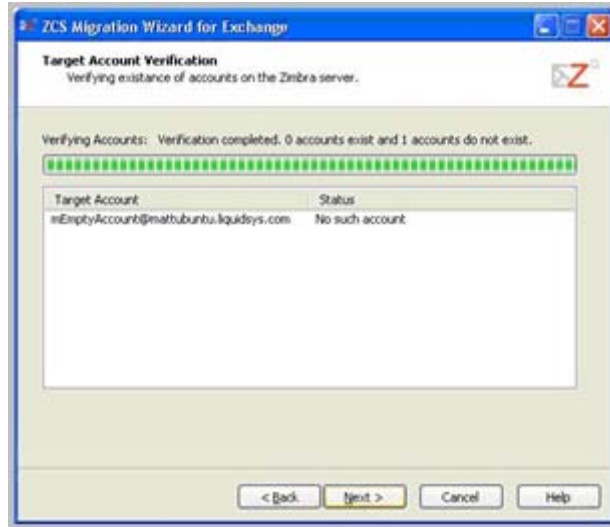 ZCS Migration Wizard for Exchange
Target Account Verification
Verifying existance of accounts on the Zimbra server.
Z
Verifying Accounts: Verification completed. 0 accounts exist and 1 accounts do not exist.
Target Account Status
mEmptyAccount@mattubuntu.liquidsys.com No such account
< Back Next > Cancel Help